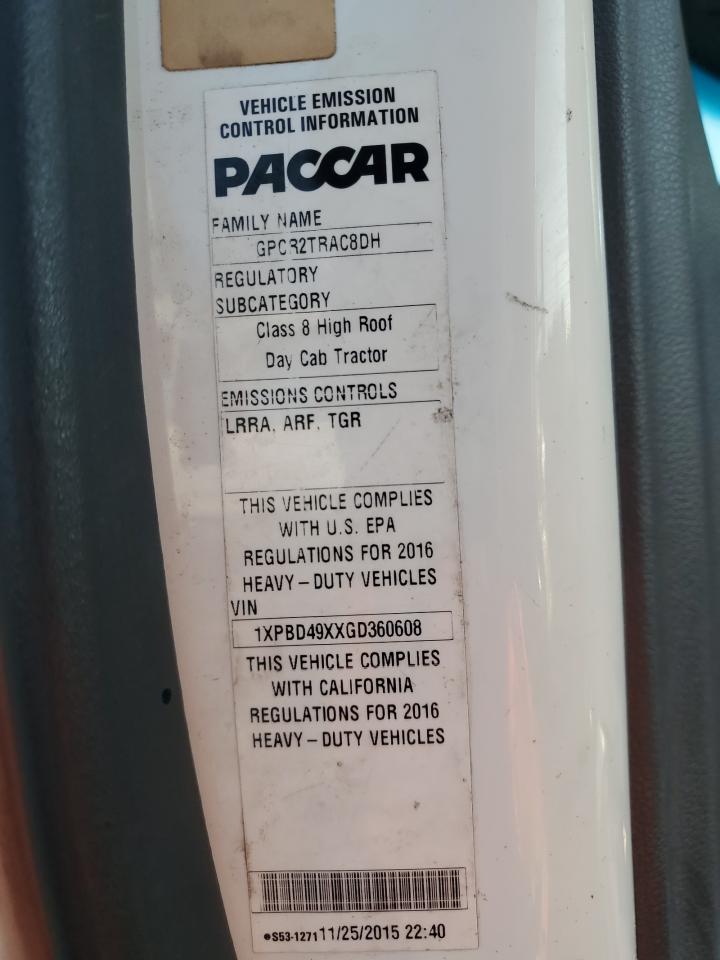 VEHICLE EMISSION
CONTROL INFORMATION
PACCAR
FAMILY NAME
GPCR2TRAC8DH
REGULATORY
SUBCATEGORY
Class 8 High Roof
Day Cab Tractor
EMISSIONS CONTROLS
LRRA, ARF, TGR
THIS VEHICLE COMPLIES
WITH U.S. EPA
REGULATIONS FOR 2016
HEAVY-DUTY VEHICLES
VIN
1XPBD49XXGD360608
THIS VEHICLE COMPLIES
WITH CALIFORNIA
REGULATIONS FOR 2016
HEAVY-DUTY VEHICLES
S53-1271 11/25/2015 22:40